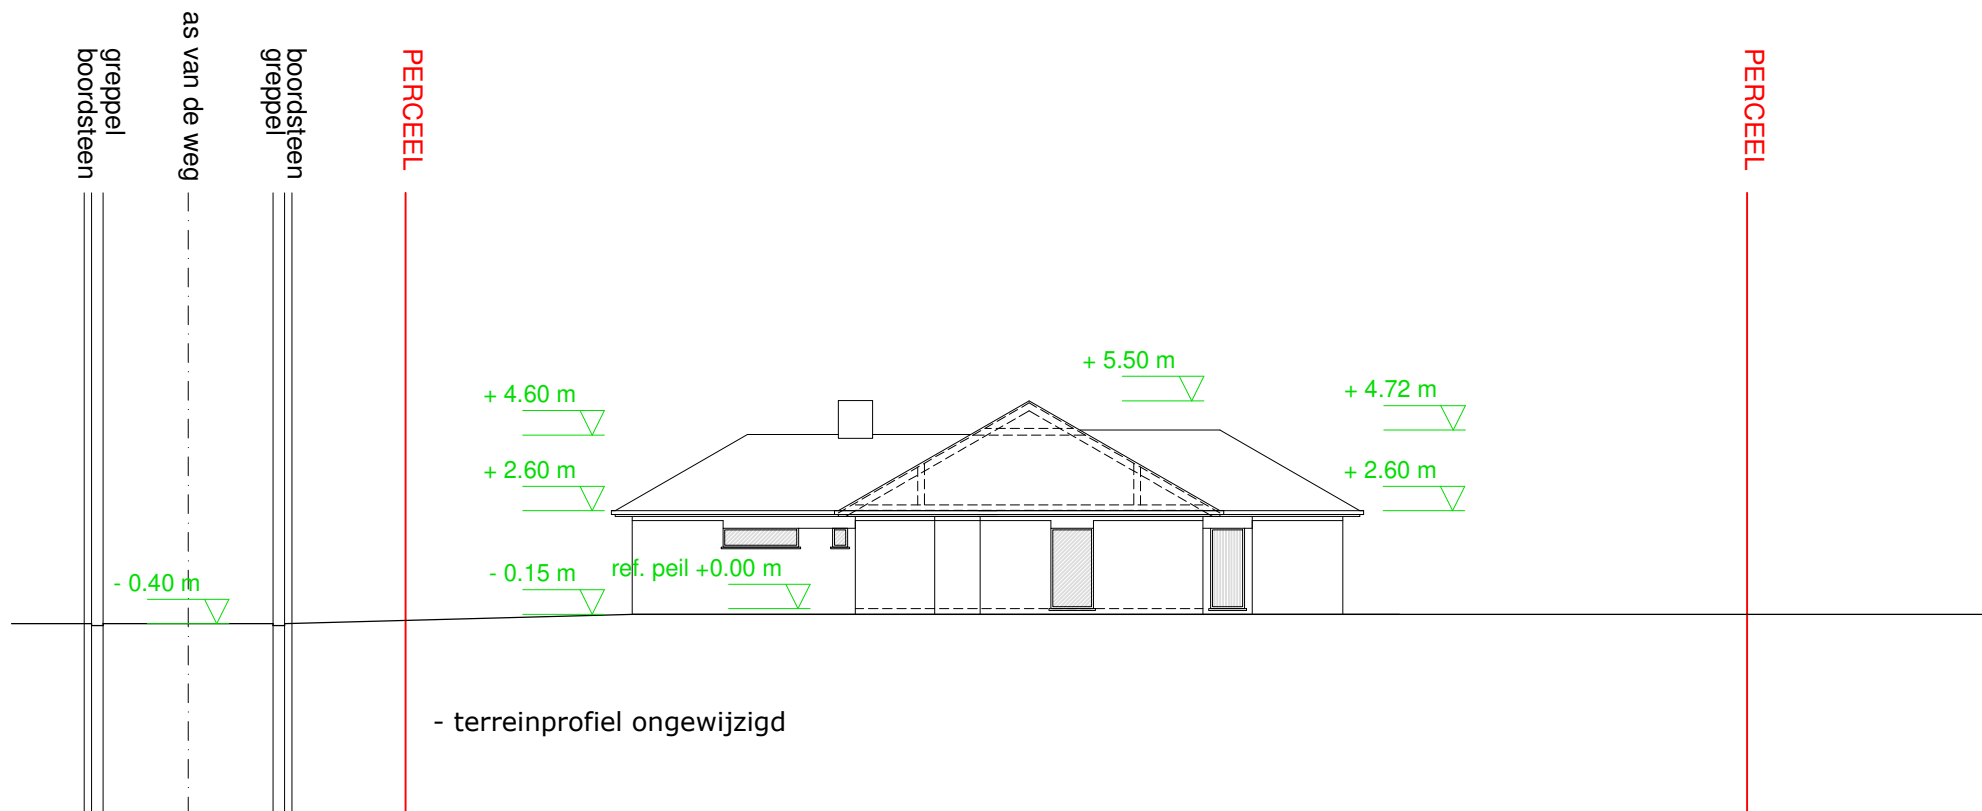 boordsteen
greppel
as van de weg
greppel
boordsteen
PERCEEL
PERCEEL
+ 5.50 m
+ 4.60 m
+ 4.72 m
+ 2.60 m
+ 2.60 m
- 0.40 m
- 0.15 m
ref. peil +0.00 m
- terreinprofiel ongewijzigd